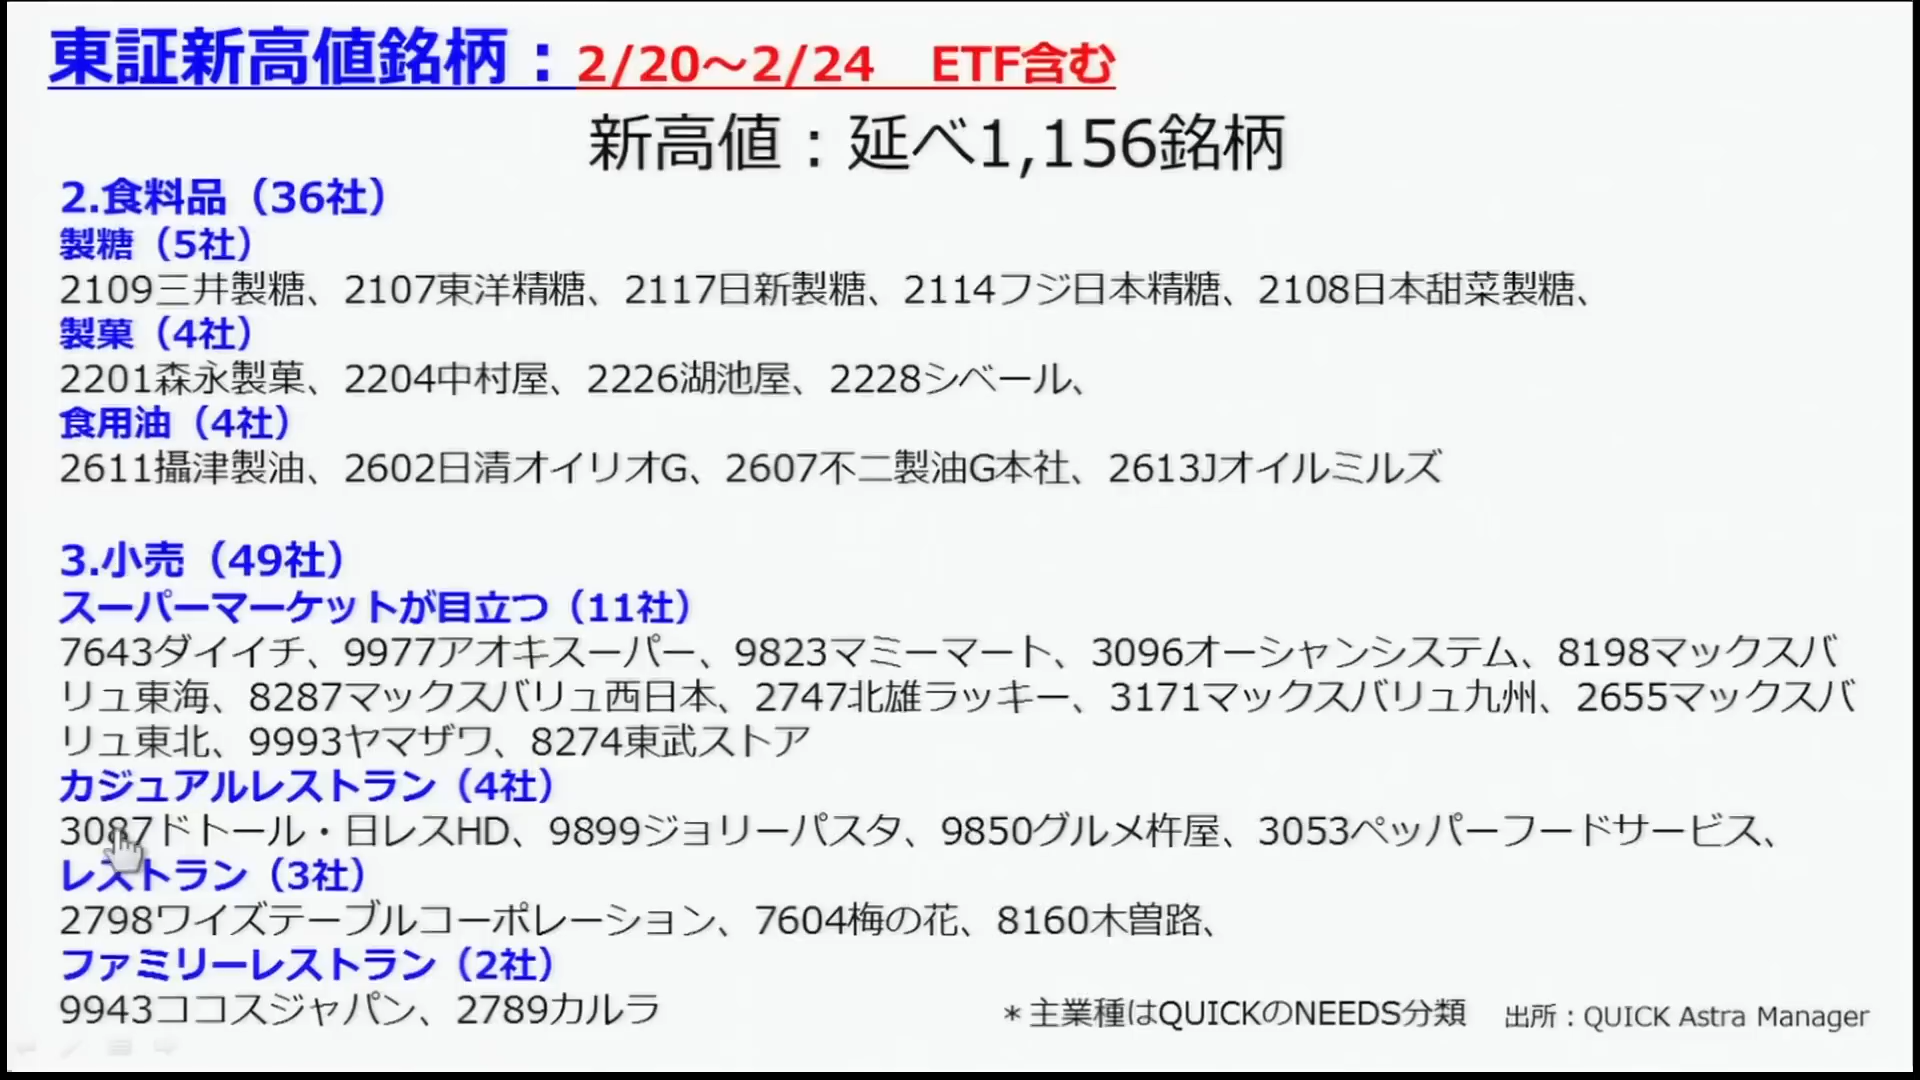 東証新高値銘柄：2/20～2/24　ETF含む
新高値：延べ1,156銘柄
2.食料品（36社）
製糖（5社）
2109三井製糖、2107東洋精糖、2117日新製糖、2114フジ日本精糖、2108日本甜菜製糖、
製菓（4社）
2201森永製菓、2204中村屋、2226湖池屋、2228シベール、
食用油（4社）
2611攝津製油、2602日清オイリオG、2607不二製油G本社、2613Jオイルミルズ
3.小売（49社）
スーパーマーケットが目立つ（11社）
7643ダイイチ、9977アオキスーパー、9823マミーマート、3096オーシャンシステム、8198マックスバ
リュ東海、8287マックスバリュ西日本、2747北雄ラッキー、3171マックスバリュ九州、2655マックスバ
リュ東北、9993ヤマザワ、8274東武ストア
カジュアルレストラン（4社）
3087ドトール・日レスHD、9899ジョリーパスタ、9850グルメ杵屋、3053ペッパーフードサービス、
レストラン（3社）
2798ワイズテーブルコーポレーション、7604梅の花、8160木曽路、
ファミリーレストラン（2社）
9943ココスジャパン、2789カルラ
＊主業種はQUICKのNEEDS分類　出所：QUICK Astra Manager